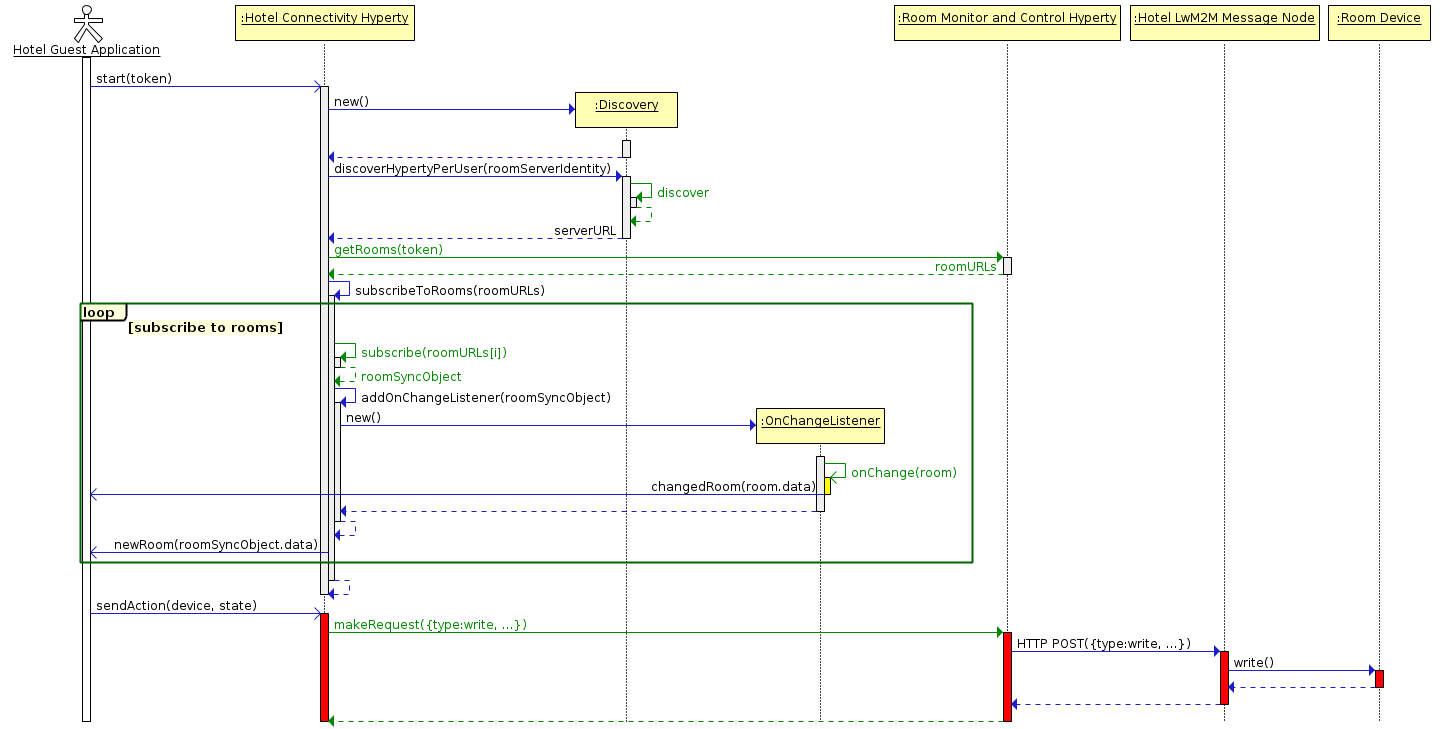 :Hotel Connectivity Hyperty
:Room Monitor and Control Hyperty
:Hotel LwM2M Message Node
:Room Device
Hotel Guest Application
start(token)
new()
:Discovery
discoverHypertyPerUser(roomServerIdentity)
discover
serverURL
getRooms(token)
roomURLs
subscribeToRooms(roomURLs)
loop
[subscribe to rooms]
subscribe(roomURLs[i])
roomSyncObject
addOnChangeListener(roomSyncObject)
new()
:OnChangeListener
onChange(room)
changedRoom(room.data)
newRoom(roomSyncObject.data)
sendAction(device, state)
makeRequest({type:write, ...})
HTTP POST({type:write, ...})
write()